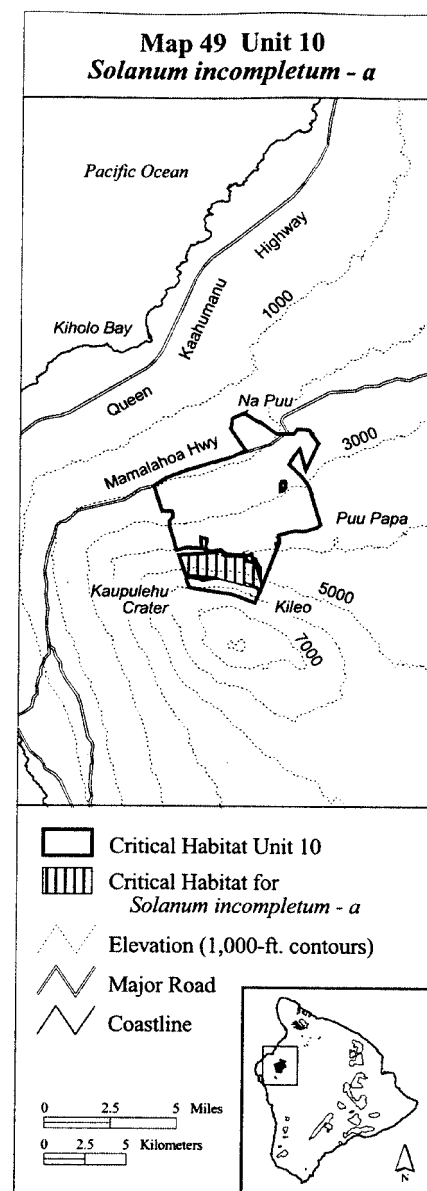 Map 49 Unit 10
Solanum incompletum - a
Pacific Ocean
Highway
Kaahumanu
1000
Kiholo Bay
Queen
Na Puu
Mamalahoa Hwy
3000
Puu Papa
Kaupulehu
Crater
5000
Kileo
7000
Critical Habitat Unit 10
Critical Habitat for
Solanum incompletum - a
Elevation (1,000-ft. contours)
Major Road
Coastline
0 2.5 5 Miles
0 2.5 5 Kilometers
N